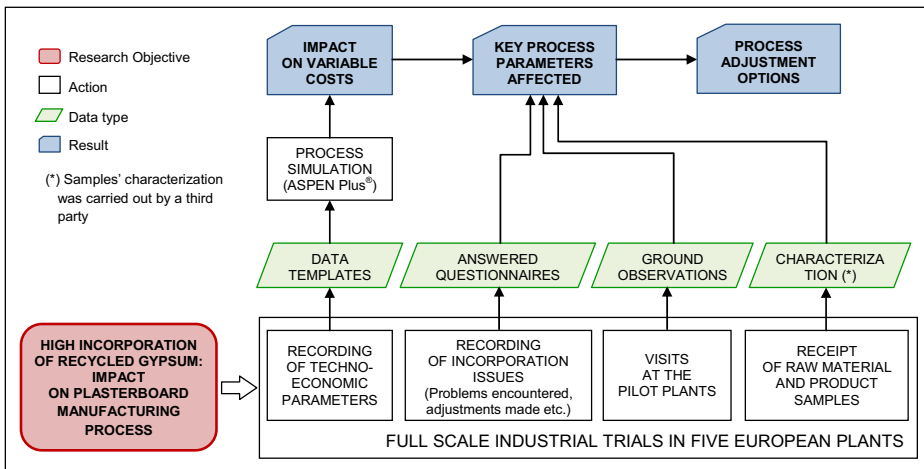 Research Objective
Action
Data type
Result
(*) Samples' characterization
was carried out by a third
party
IMPACT
ON VARIABLE
COSTS
KEY PROCESS
PARAMETERS
AFFECTED
PROCESS
ADJUSTMENT
OPTIONS
PROCESS
SIMULATION
(ASPEN Plus®)
DATA
TEMPLATES
ANSWERED
QUESTIONNAIRES
GROUND
OBSERVATIONS
CHARACTERIZA
TION (*)
HIGH INCORPORATION
OF RECYCLED GYPSUM:
IMPACT
ON PLASTERBOARD
MANUFACTURING
PROCESS
RECORDING
OF TECHNO-
ECONOMIC
PARAMETERS
RECORDING
OF INCORPORATION
ISSUES
(Problems encountered,
adjustments made etc.)
VISITS
AT THE
PILOT PLANTS
RECEIPT
OF RAW MATERIAL
AND PRODUCT
SAMPLES
FULL SCALE INDUSTRIAL TRIALS IN FIVE EUROPEAN PLANTS